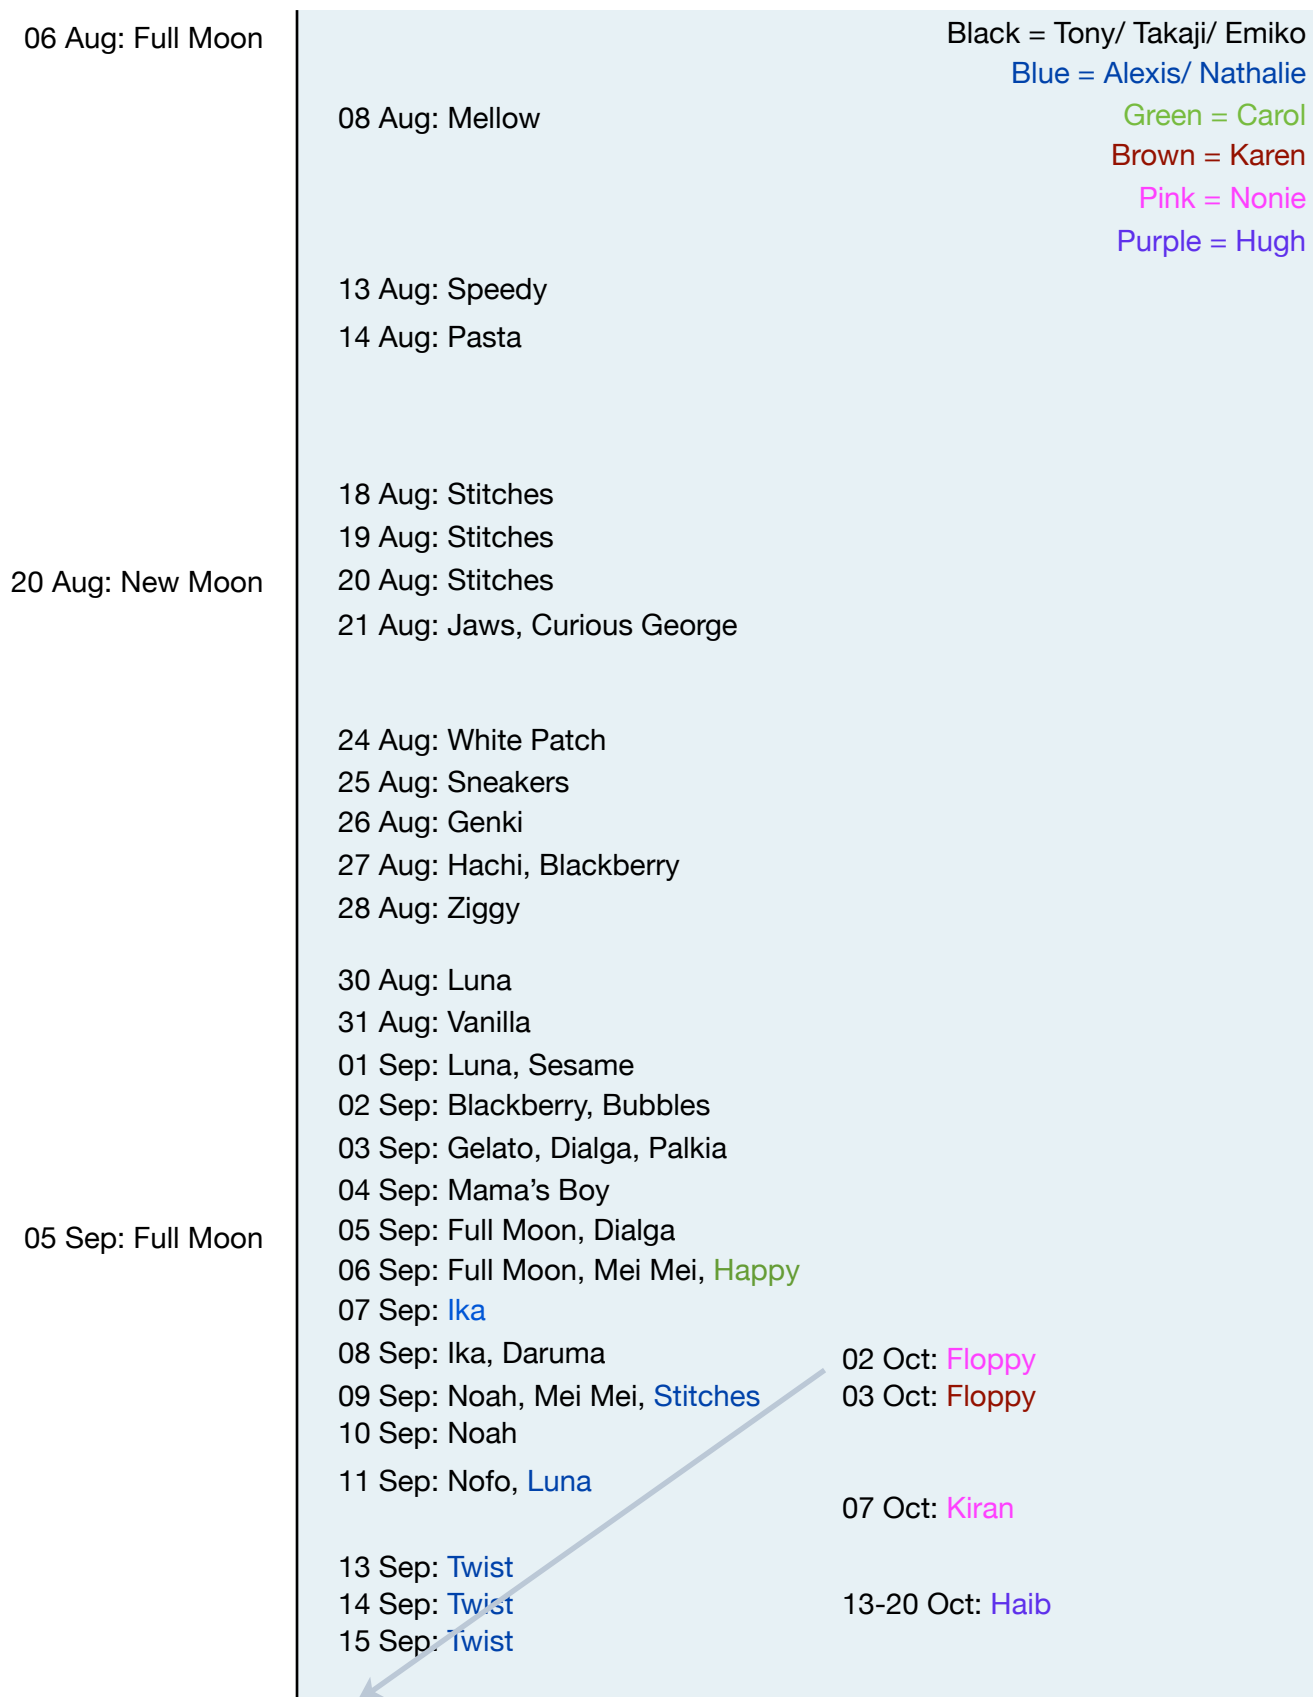 06 Aug: Full Moon
Black = Tony/ Takaji/ Emiko
Blue = Alexis/ Nathalie
Green = Carol
Brown = Karen
Pink = Nonie
Purple = Hugh
08 Aug: Mellow
13 Aug: Speedy
14 Aug: Pasta
18 Aug: Stitches
19 Aug: Stitches
20 Aug: New Moon
20 Aug: Stitches
21 Aug: Jaws, Curious George
24 Aug: White Patch
25 Aug: Sneakers
26 Aug: Genki
27 Aug: Hachi, Blackberry
28 Aug: Ziggy
30 Aug: Luna
31 Aug: Vanilla
01 Sep: Luna, Sesame
02 Sep: Blackberry, Bubbles
03 Sep: Gelato, Dialga, Palkia
04 Sep: Mama’s Boy
05 Sep: Full Moon
05 Sep: Full Moon, Dialga
06 Sep: Full Moon, Mei Mei, Happy
07 Sep: Ika
08 Sep: Ika, Daruma
09 Sep: Noah, Mei Mei, Stitches
10 Sep: Noah
11 Sep: Nofo, Luna
13 Sep: Twist
14 Sep: Twist
15 Sep: Twist
02 Oct: Floppy
03 Oct: Floppy
07 Oct: Kiran
13-20 Oct: Haib